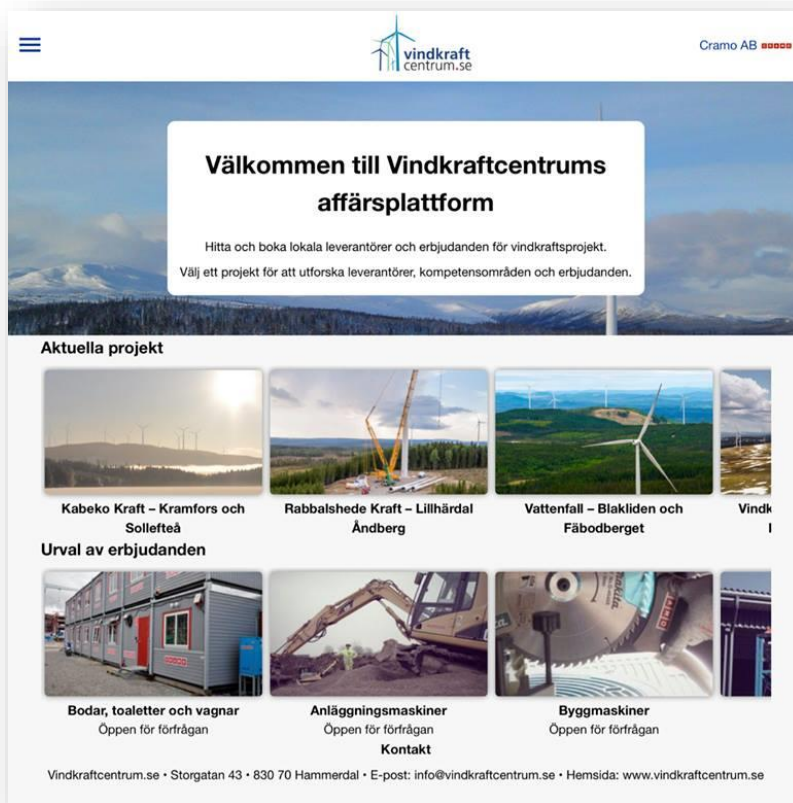 vindkraft
centrum.se
Cramo AB
Välkommen till Vindkraftcentrums
affärsplattform
Hitta och boka lokala leverantörer och erbjudanden för vindkraftsprojekt.
Välj ett projekt för att utforska leverantörer, kompetensområden och erbjudanden.
Aktuella projekt
Kabeko Kraft – Kramfors och
Sollefteå
Rabbalshede Kraft – Lillhärdal
Åndberg
Vattenfall – Blakliden och
Fäbodberget
Vindk
Urval av erbjudanden
makita
Bodar, toaletter och vagnar
Öppen för förfrågan
Anläggningsmaskiner
Öppen för förfrågan
Byggmaskiner
Öppen för förfrågan
Kontakt
Vindkraftcentrum.se • Storgatan 43 • 830 70 Hammerdal • E-post: info@vindkraftcentrum.se • Hemsida: www.vindkraftcentrum.se